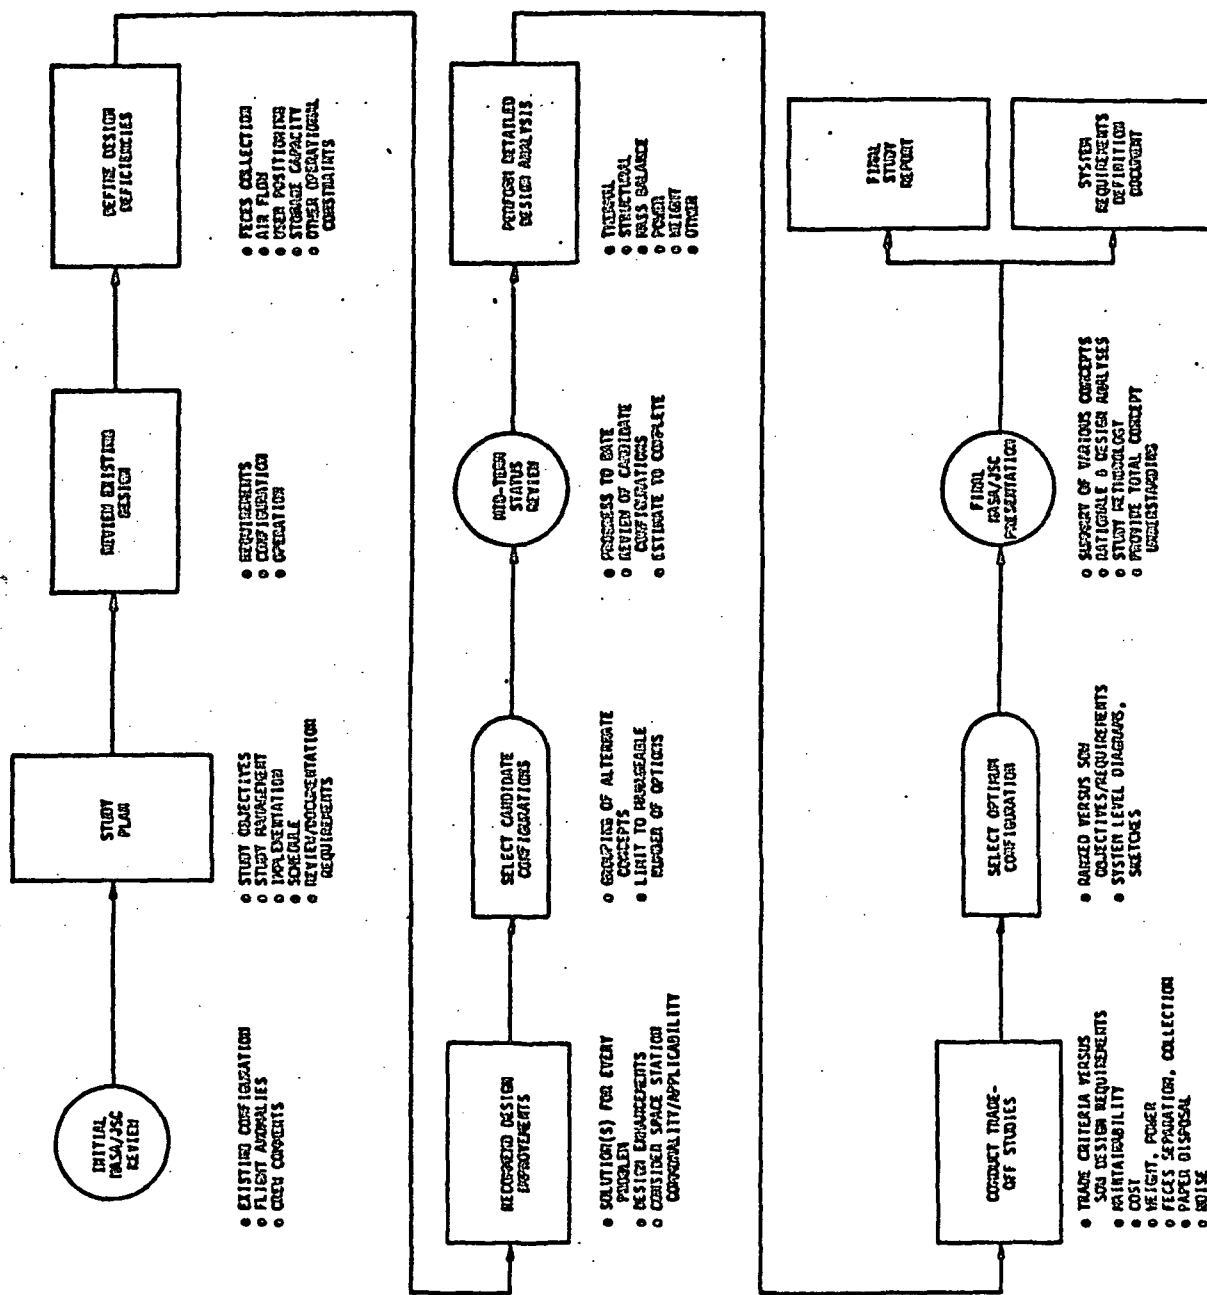 INITIAL
NASA/JSC
REVIEW
● EXISTING CONFIGURATION
○ FLIGHT ANOMALIES
○ CREW COMMENTS
STUDY
PLAN
○ STUDY OBJECTIVES
○ STUDY MANAGEMENT
○ IMPLEMENTATION
● SCHEDULE
● REVIEW/DOCUMENTATION
REQUIREMENTS
REVIEW EXISTING
DESIGN
● REQUIREMENTS
○ CONFIGURATION
● OPERATION
DEFINE DESIGN
DEFICIENCIES
● FECES COLLECTION
● AIR FLOW
● USER POSITIONING
● STORAGE CAPACITY
○ OTHER OPERATIONAL
CONSTRAINTS
RECOMMEND DESIGN
IMPROVEMENTS
● SOLUTION(S) FOR EVERY
PROBLEM
● DESIGN ENHANCEMENTS
○ CONSIDER SPACE STATION
COMMONALITY/APPLICABILITY
SELECT CANDIDATE
CONFIGURATIONS
○ GROUPING OF ALTERNATE
CONCEPTS
● LIMIT TO MANAGEABLE
NUMBER OF OPTIONS
MID-TERM
STATUS
REVIEW
● PROGRESS TO DATE
○ REVIEW OF CANDIDATE
CONFIGURATIONS
● ESTIMATE TO COMPLETE
PERFORM DETAILED
DESIGN ANALYSIS
● THERMAL
○ STRUCTURAL
● MASS BALANCE
○ POWER
○ WEIGHT
● OTHER
CONDUCT TRADE-
OFF STUDIES
● TRADE CRITERIA VERSUS
SOW DESIGN REQUIREMENTS
● MAINTAINABILITY
● COST
○ WEIGHT, POWER
○ FECES SEPARATION, COLLECTION
● PAPER DISPOSAL
○ NOISE
SELECT OPTIMUM
CONFIGURATION
● RANKED VERSUS SOW
OBJECTIVES/REQUIREMENTS
● SYSTEM LEVEL DIAGRAMS,
SKETCHES
FINAL
NASA/JSC
PRESENTATION
○ SUMMARY OF VARIOUS CONCEPTS
○ RATIONALE & DESIGN ANALYSES
○ STUDY METHODOLOGY
○ PROVIDE TOTAL CONCEPT
UNDERSTANDING
FINAL
STUDY
REPORT
SYSTEM
REQUIREMENTS
DEFINITION
DOCUMENT